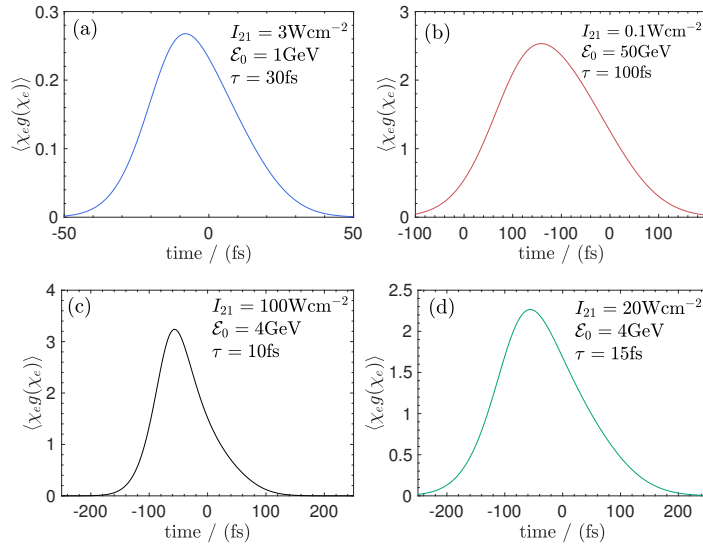 (a)
I₂₁ = 3Wcm⁻²
ℰ₀ = 1GeV
τ = 30fs
⟨χₑg(χₑ)⟩
0.3
0.2
0.1
0
-50 0 50
time / (fs)
(b)
I₂₁ = 0.1Wcm⁻²
ℰ₀ = 50GeV
τ = 100fs
⟨χₑg(χₑ)⟩
3
2
1
0
-100 0 100 -100 0 100
time / (fs)
(c)
I₂₁ = 100Wcm⁻²
ℰ₀ = 4GeV
τ = 10fs
⟨χₑg(χₑ)⟩
4
3
2
1
0
-200 -100 0 100 200
time / (fs)
(d)
I₂₁ = 20Wcm⁻²
ℰ₀ = 4GeV
τ = 15fs
⟨χₑg(χₑ)⟩
2.5
2
1.5
1
0.5
0
-200 -100 0 100 200
time / (fs)